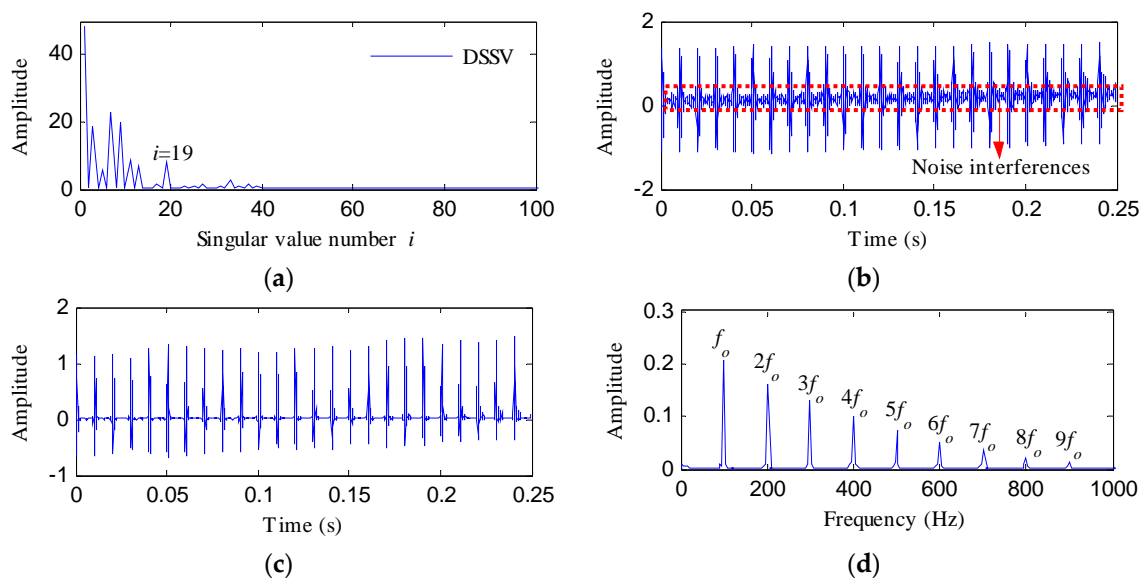 Amplitude
40
20
0
DSSV
i=19
0
20
40
60
80
100
Singular value number i
(a)
Amplitude
2
0
-2
Noise interferences
0
0.05
0.1
0.15
0.2
0.25
Time (s)
(b)
Amplitude
2
1
0
-1
0
0.05
0.1
0.15
0.2
0.25
Time (s)
(c)
Amplitude
0.3
0.2
0.1
0
fo
2fo
3fo
4fo
5fo
6fo
7fo
8fo
9fo
0
200
400
600
800
1000
Frequency (Hz)
(d)